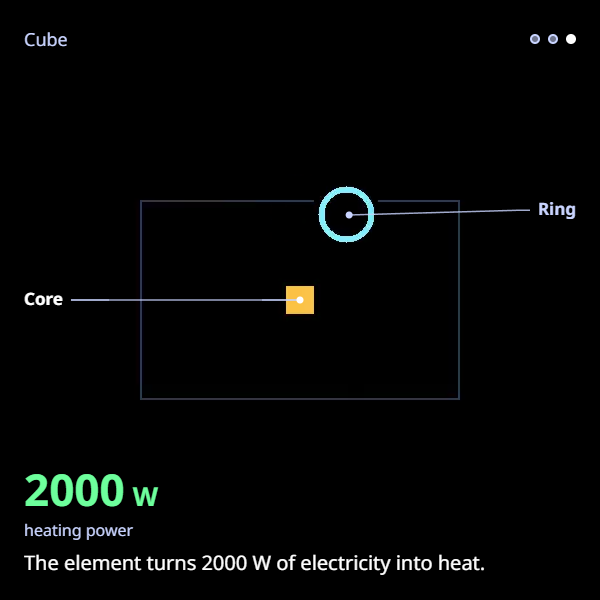 Cube
Ring
Core
2000 W
heating power
The element turns 2000 W of electricity into heat.